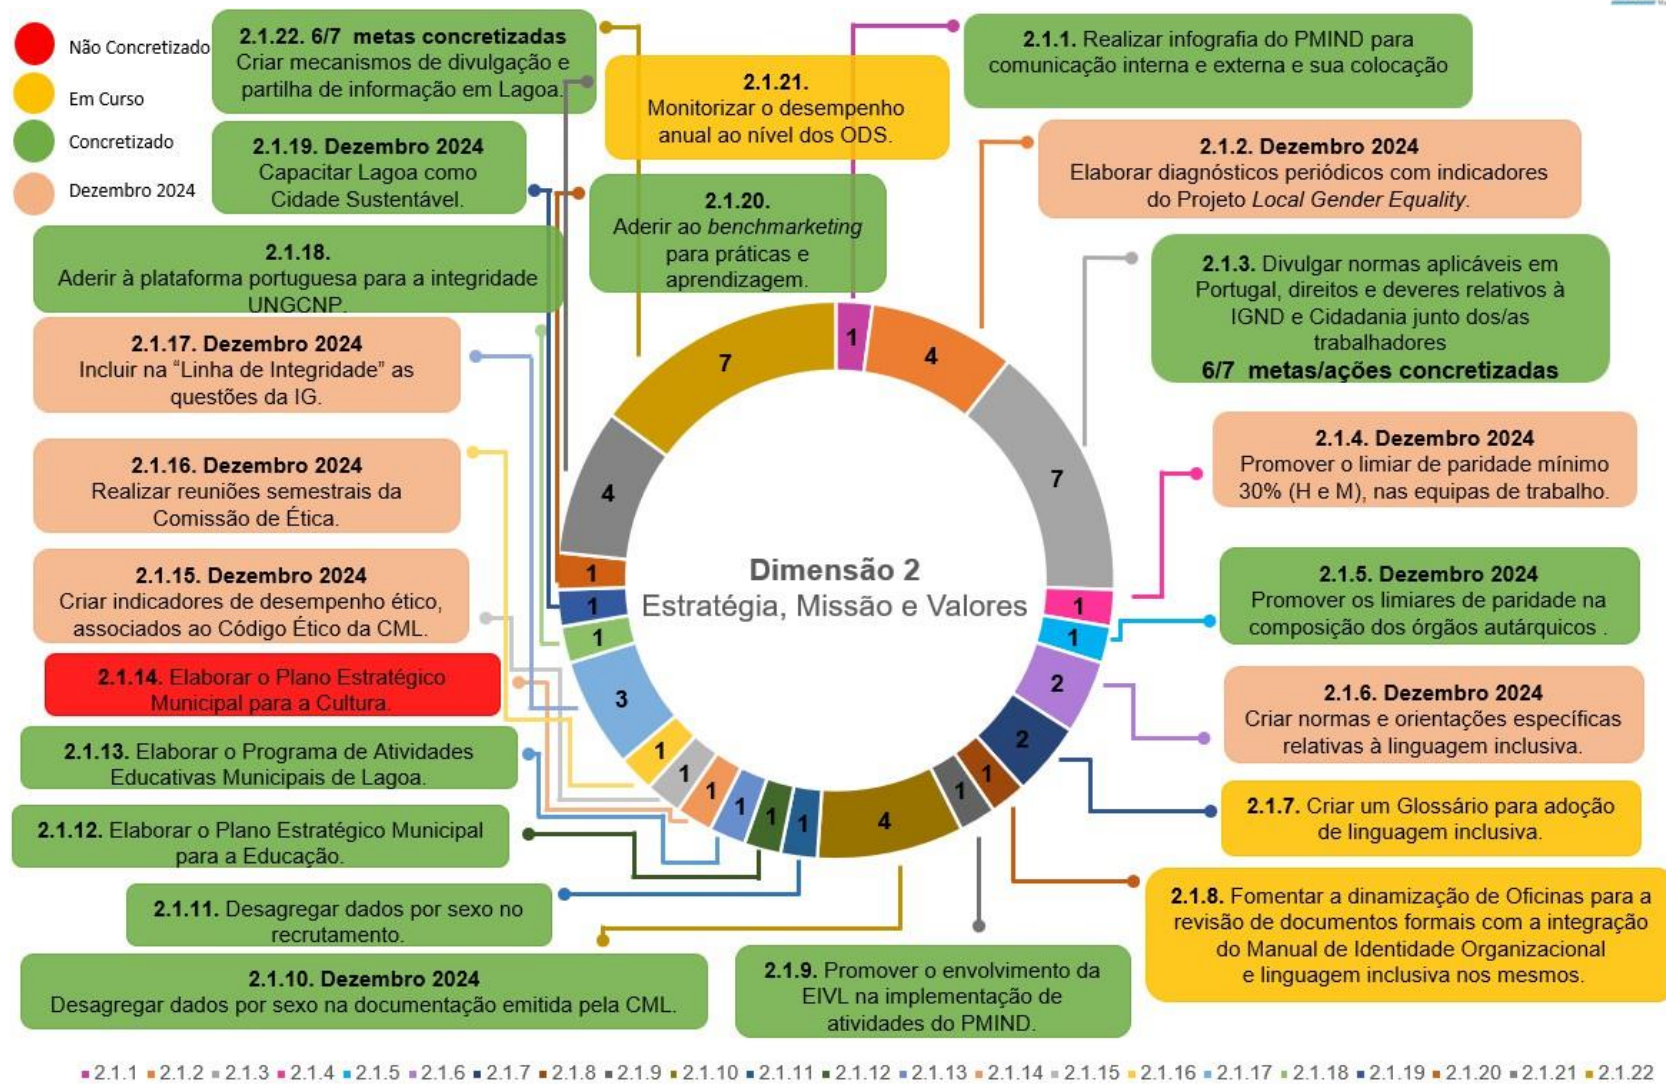 Não Concretizado
Em Curso
Concretizado
Dezembro 2024
2.1.22. 6/7 metas concretizadas
Criar mecanismos de divulgação e
partilha de informação em Lagoa.
2.1.21.
Monitorizar o desempenho
anual ao nível dos ODS.
2.1.1. Realizar infografia do PMIND para
comunicação interna e externa e sua colocação
2.1.19. Dezembro 2024
Capacitar Lagoa como
Cidade Sustentável.
2.1.20.
Aderir ao benchmarketing
para práticas e
aprendizagem.
2.1.2. Dezembro 2024
Elaborar diagnósticos periódicos com indicadores
do Projeto Local Gender Equality.
2.1.18.
Aderir à plataforma portuguesa para a integridade
UNGCNP.
2.1.3. Divulgar normas aplicáveis em
Portugal, direitos e deveres relativos à
IGND e Cidadania junto dos/as
trabalhadores
6/7 metas/ações concretizadas
2.1.17. Dezembro 2024
Incluir na “Linha de Integridade” as
questões da IG.
2.1.4. Dezembro 2024
Promover o limiar de paridade mínimo
30% (H e M), nas equipas de trabalho.
2.1.16. Dezembro 2024
Realizar reuniões semestrais da
Comissão de Ética.
2.1.15. Dezembro 2024
Criar indicadores de desempenho ético,
associados ao Código Ético da CML.
2.1.5. Dezembro 2024
Promover os limiares de paridade na
composição dos órgãos autárquicos .
2.1.14. Elaborar o Plano Estratégico
Municipal para a Cultura.
2.1.6. Dezembro 2024
Criar normas e orientações específicas
relativas à linguagem inclusiva.
2.1.13. Elaborar o Programa de Atividades
Educativas Municipais de Lagoa.
2.1.7. Criar um Glossário para adoção
de linguagem inclusiva.
2.1.12. Elaborar o Plano Estratégico Municipal
para a Educação.
2.1.8. Fomentar a dinamização de Oficinas para a
revisão de documentos formais com a integração
do Manual de Identidade Organizacional
e linguagem inclusiva nos mesmos.
2.1.11. Desagregar dados por sexo no
recrutamento.
2.1.10. Dezembro 2024
Desagregar dados por sexo na documentação emitida pela CML.
2.1.9. Promover o envolvimento da
EIVL na implementação de
atividades do PMIND.
Dimensão 2
Estratégia, Missão e Valores
1
4
7
1
1
2
2
1
1
4
1
1
1
1
1
1
3
1
1
1
4
7
2.1.1 2.1.2 2.1.3 2.1.4 2.1.5 2.1.6 2.1.7 2.1.8 2.1.9 2.1.10 2.1.11 2.1.12 2.1.13 2.1.14 2.1.15 2.1.16 2.1.17 2.1.18 2.1.19 2.1.20 2.1.21 2.1.22